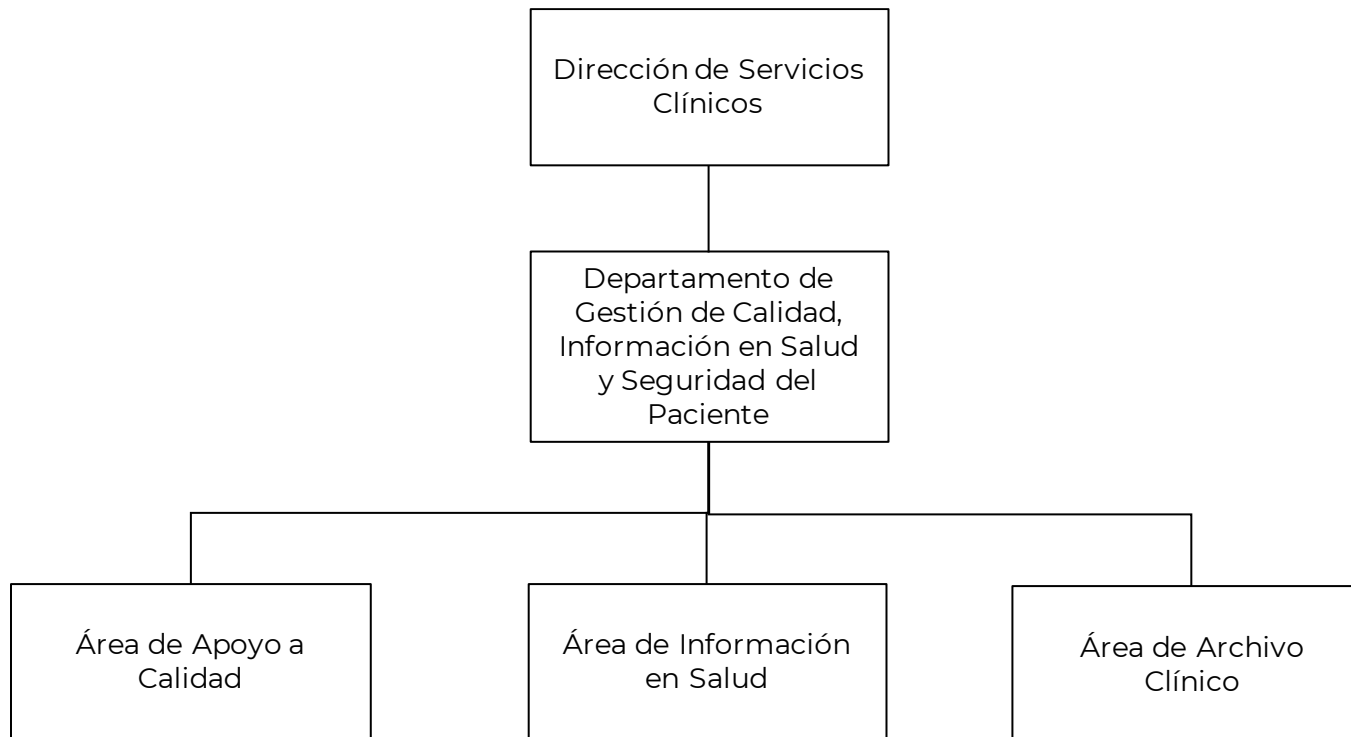 Dirección de Servicios
Clínicos
Departamento de
Gestión de Calidad,
Información en Salud
y Seguridad del
Paciente
Área de Apoyo a
Calidad
Área de Información
en Salud
Área de Archivo
Clínico